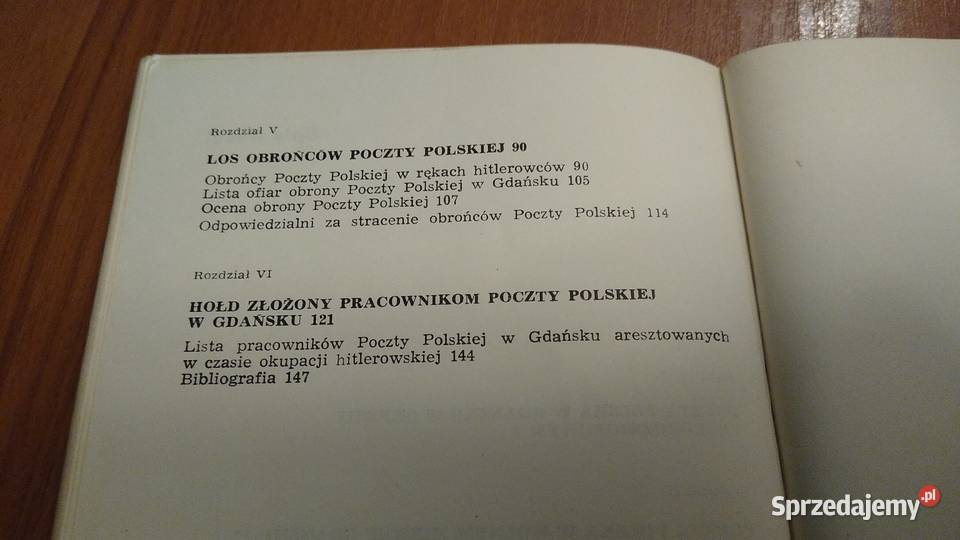 Rozdział V
LOS OBROŃCÓW POCZTY POLSKIEJ 90
Obrońcy Poczty Polskiej w rękach hitlerowców 90
Lista ofiar obrony Poczty Polskiej w Gdańsku 105
Ocena obrony Poczty Polskiej 107
Odpowiedzialni za stracenie obrońców Poczty Polskiej 114
Rozdział VI
HOŁD ZŁOŻONY PRACOWNIKOM POCZTY POLSKIEJ
W GDAŃSKU 121
Lista pracowników Poczty Polskiej w Gdańsku aresztowanych
w czasie okupacji hitlerowskiej 144
Bibliografia 147
Sprzedajemy.pl